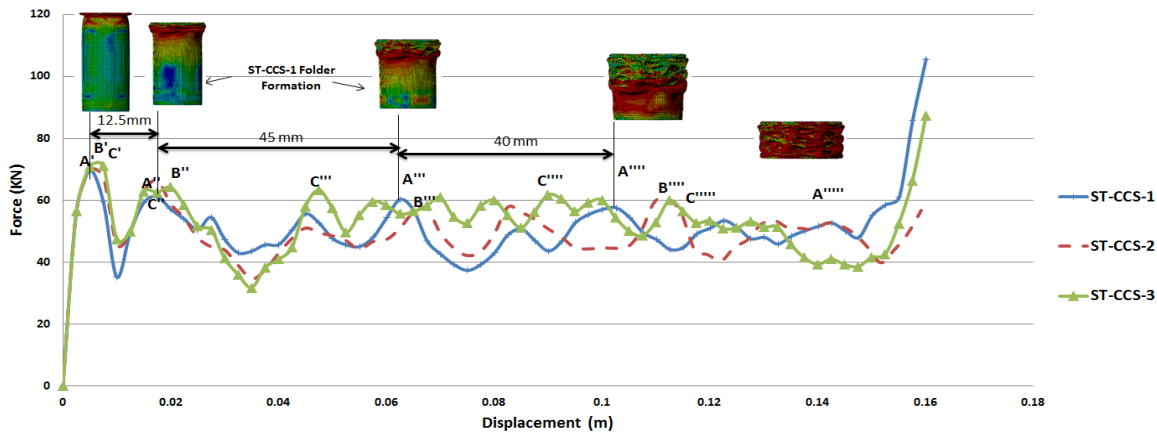 140
120
100
80
60
40
20
0
Force (KN)
0
0.02
0.04
0.06
0.08
0.1
0.12
0.14
0.16
0.18
Displacement (m)
ST-CCS-1 Folder
Formation
12.5mm
45 mm
40 mm
A'
B'
C'
A''
B''
C''
C'''
A'''
B'''
C''''
A''''
B''''
C'''''
A'''''
ST-CCS-1
ST-CCS-2
ST-CCS-3